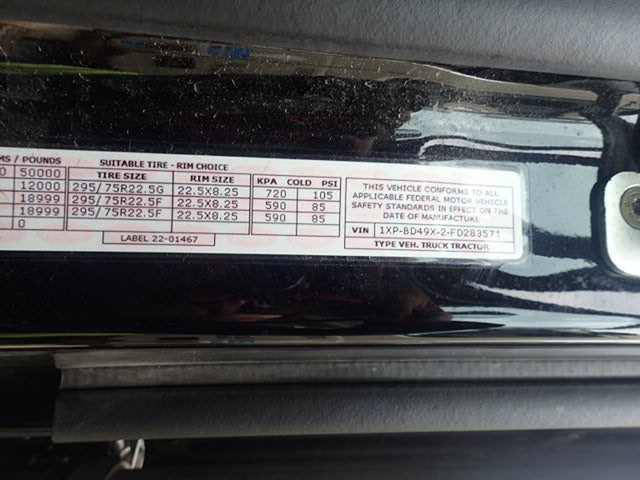 MS / POUNDS SUITABLE TIRE - RIM CHOICE
0 50000 TIRE SIZE RIM SIZE KPA COLD PSI
12000 295/75R22.5G 22.5X8.25 720 105
18999 295/75R22.5F 22.5X8.25 590 85
18999 295/75R22.5F 22.5X8.25 590 85
0
LABEL 22-01467
THIS VEHICLE CONFORMS TO ALL
APPLICABLE FEDERAL MOTOR VEHICLE
SAFETY STANDARDS IN EFFECT ON THE
DATE OF MANUFACTURE
VIN 1XP-BD49X-2-FD283571
TYPE VEH. TRUCK TRACTOR